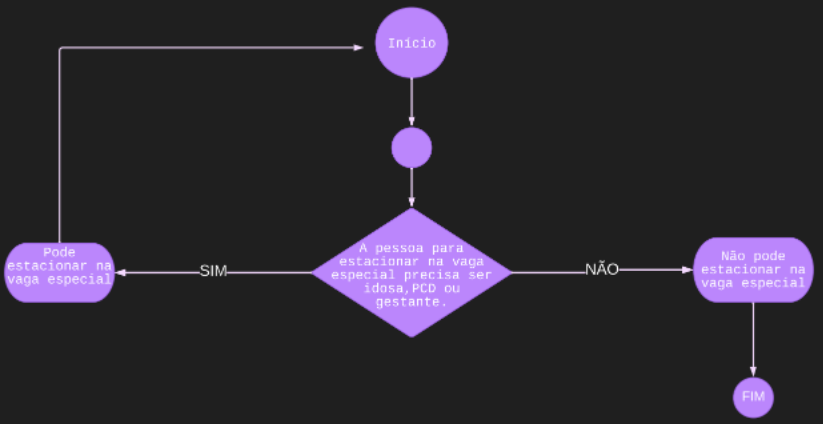 Início
A pessoa para
estacionar na vaga
especial precisa ser
idosa,PCD ou
gestante.
Pode
estacionar na
vaga especial
SIM
NÃO
Não pode
estacionar na
vaga especial
FIM